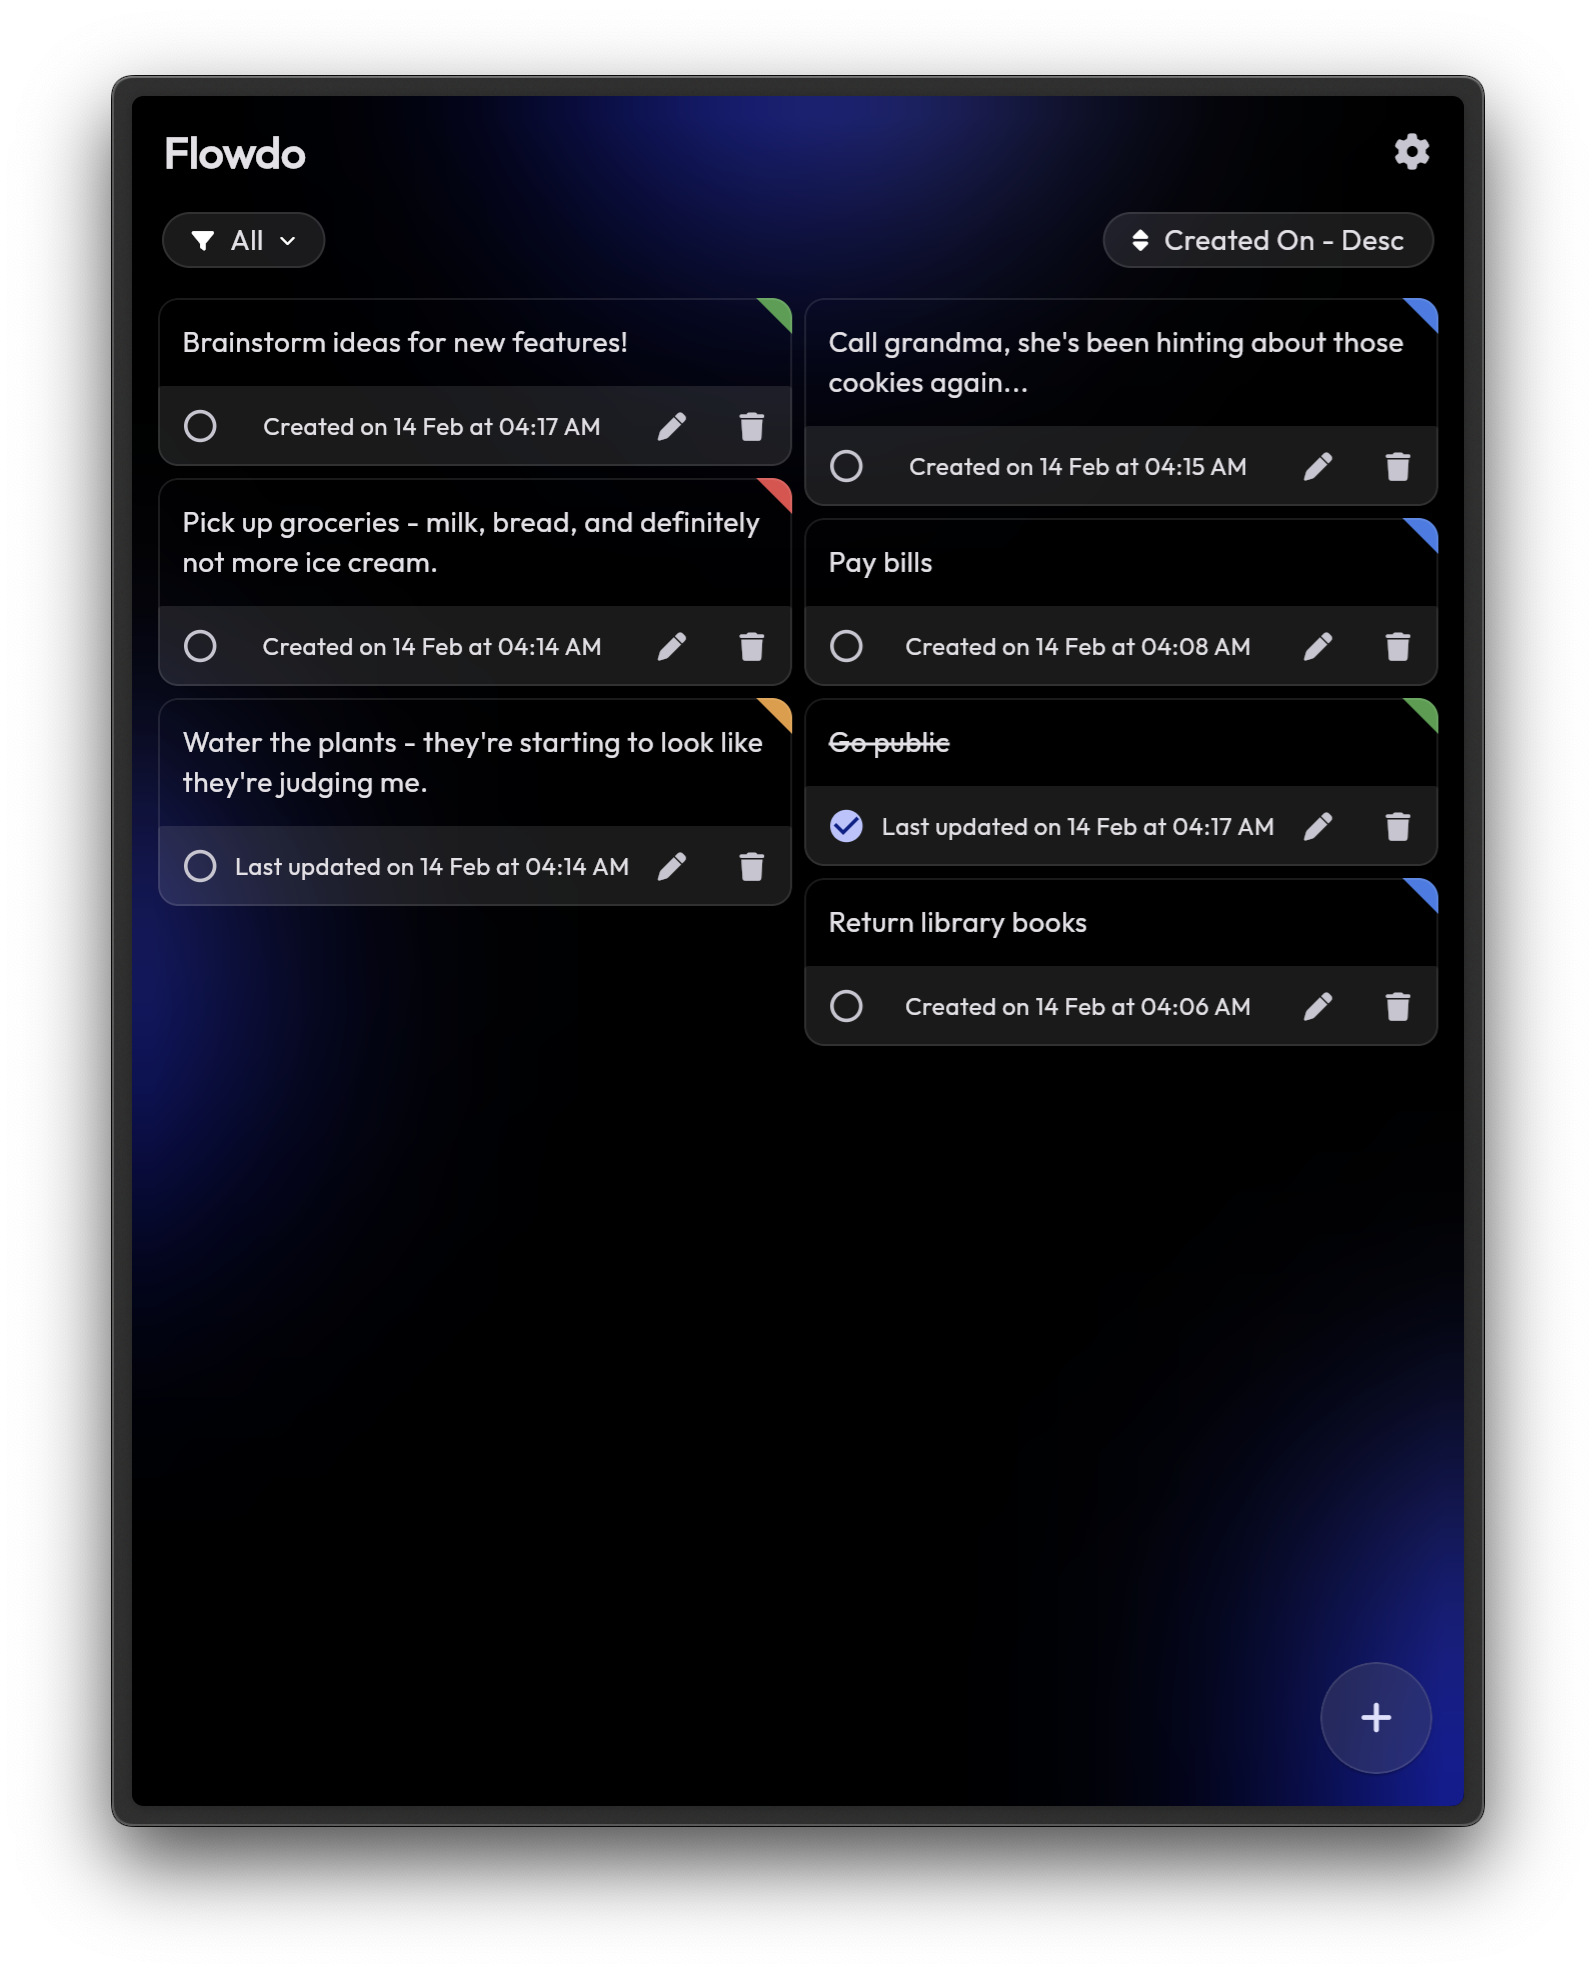 Flowdo
All
Created On - Desc
Brainstorm ideas for new features!
Created on 14 Feb at 04:17 AM
Pick up groceries - milk, bread, and definitely
not more ice cream.
Created on 14 Feb at 04:14 AM
Water the plants - they're starting to look like
they're judging me.
Last updated on 14 Feb at 04:14 AM
Call grandma, she's been hinting about those
cookies again...
Created on 14 Feb at 04:15 AM
Pay bills
Created on 14 Feb at 04:08 AM
Go public
Last updated on 14 Feb at 04:17 AM
Return library books
Created on 14 Feb at 04:06 AM